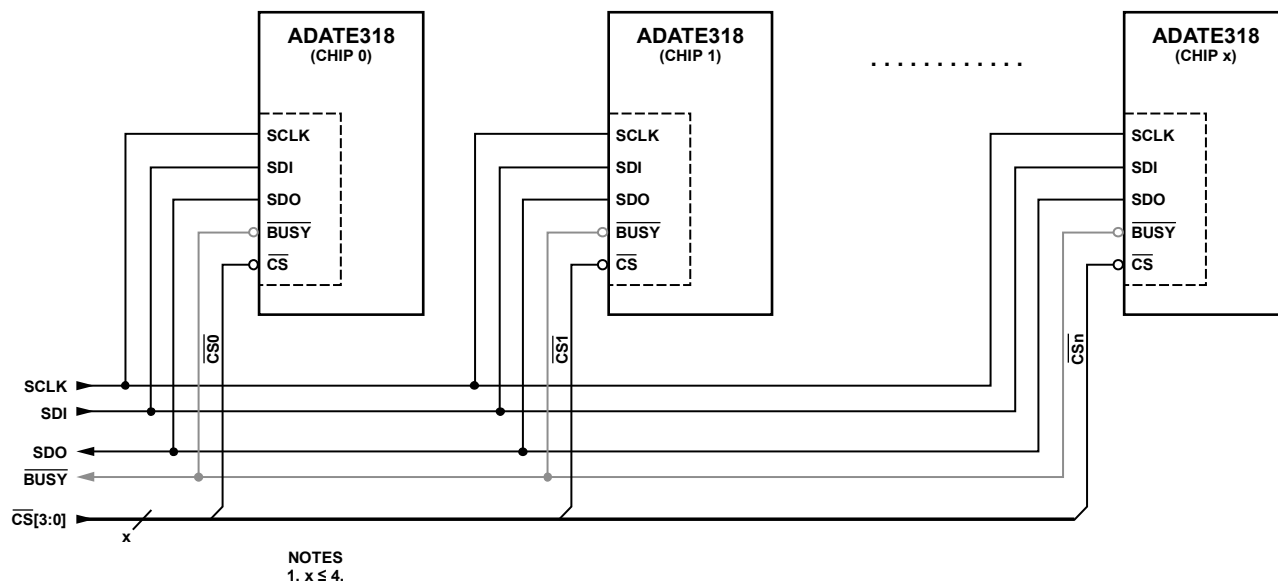 ADATE318
(CHIP 0)
SCLK
SDI
SDO
BUSY
CS
CS0
ADATE318
(CHIP 1)
SCLK
SDI
SDO
BUSY
CS
CS1
. . . . . . . . . . . .
ADATE318
(CHIP x)
SCLK
SDI
SDO
BUSY
CS
CSn
SCLK
SDI
SDO
BUSY
CS[3:0]
x
NOTES
1. x ≤ 4.